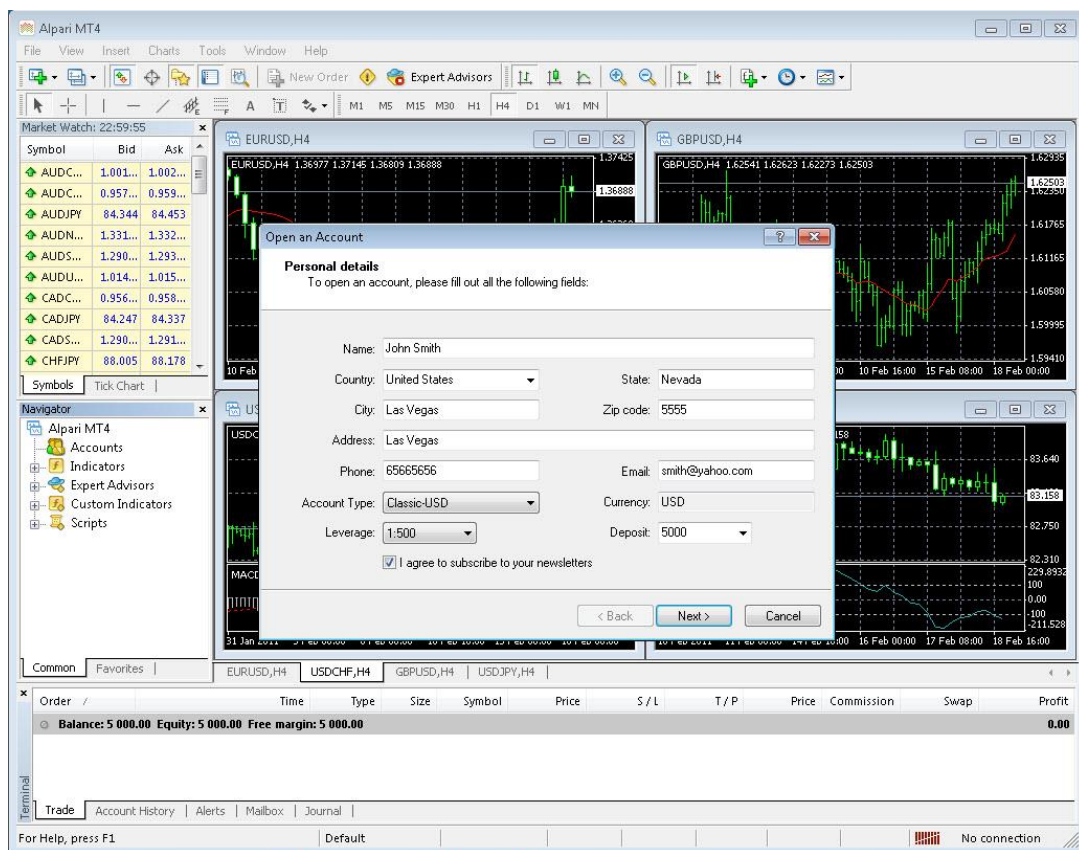 Alpari MT4
File View Insert Charts Tools Window Help
New Order Expert Advisors
A T M1 M5 M15 M30 H1 H4 D1 W1 MN
Market Watch: 22:59:55
Symbol Bid Ask
AUDC... 1.001... 1.002...
AUDC... 0.957... 0.959...
AUDJPY 84.344 84.453
AUDN... 1.331... 1.332...
AUDS... 1.290... 1.293...
AUDU... 1.014... 1.015...
CADC... 0.956... 0.958...
CADJPY 84.247 84.337
CADS... 1.290... 1.291...
CHFJPY 88.005 88.178
Symbols Tick Chart
Navigator
Alpari MT4
Accounts
Indicators
Expert Advisors
Custom Indicators
Scripts
Common Favorites
EURUSD,H4
EURUSD,H4 1.36977 1.37145 1.36809 1.36888
1.37425
1.36888
10 Feb
GBPUSD,H4
GBPUSD,H4 1.62541 1.62623 1.62273 1.62503
1.62935
1.62503
1.62350
1.61765
1.61165
1.60580
1.59995
1.59410
10 Feb 16:00 15 Feb 08:00 18 Feb 00:00
Open an Account
Personal details
To open an account, please fill out all the following fields:
Name: John Smith
Country: United States State: Nevada
City: Las Vegas Zip code: 5555
Address: Las Vegas
Phone: 65665656 Email: smith@yahoo.com
Account Type: Classic-USD Currency: USD
Leverage: 1:500 Deposit: 5000
I agree to subscribe to your newsletters
< Back Next > Cancel
US
USDC
MACD
31 Jan 2011
158
83.640
83.158
82.750
82.310
229.8932
100
0.00
-100
-211.528
16 Feb 00:00 17 Feb 08:00 18 Feb 16:00
EURUSD,H4 USDCHF,H4 GBPUSD,H4 USDJPY,H4
Order / Time Type Size Symbol Price S / L T / P Price Commission Swap Profit
Balance: 5 000.00 Equity: 5 000.00 Free margin: 5 000.00 0.00
Terminal
Trade Account History Alerts Mailbox Journal
For Help, press F1 Default No connection